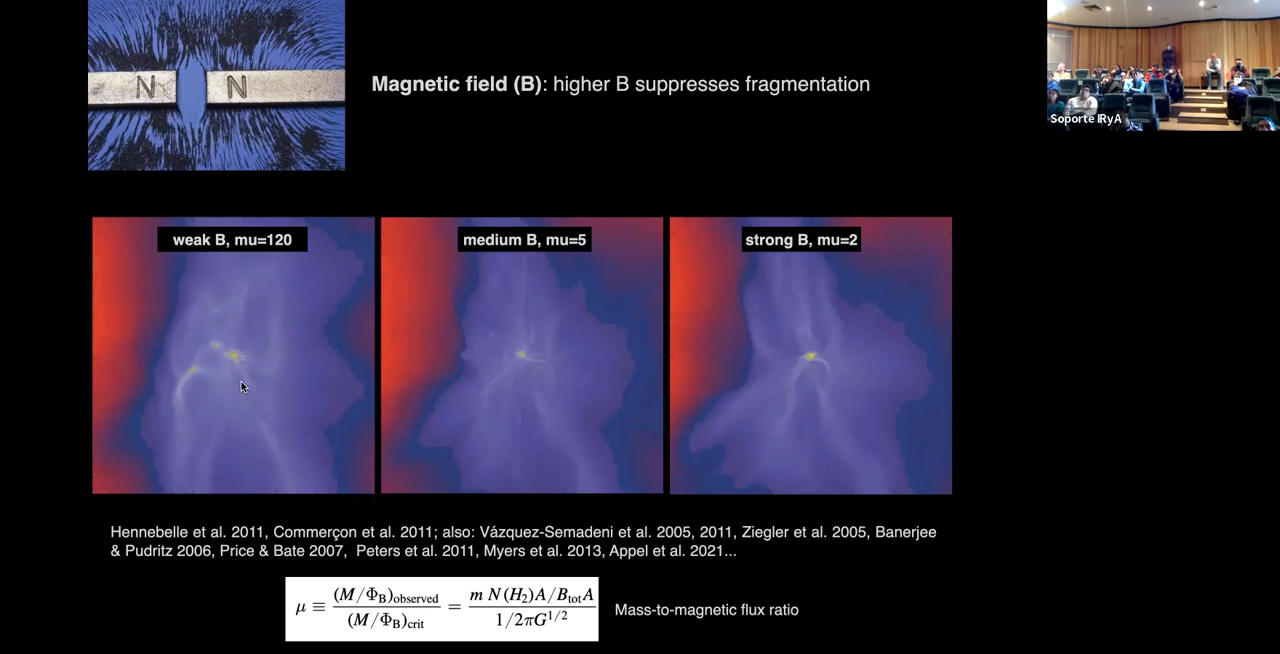 N N
Magnetic field (B): higher B suppresses fragmentation
Soporte IRyA
weak B, mu=120
medium B, mu=5
strong B, mu=2
Hennebelle et al. 2011, Commerçon et al. 2011; also: Vázquez-Semadeni et al. 2005, 2011, Ziegler et al. 2005, Banerjee
& Pudritz 2006, Price & Bate 2007, Peters et al. 2011, Myers et al. 2013, Appel et al. 2021...
μ ≡ (M/Φ_B)_observed / (M/Φ_B)_crit = m N(H₂)A/B_tot A / 1/2πG^{1/2}
Mass-to-magnetic flux ratio